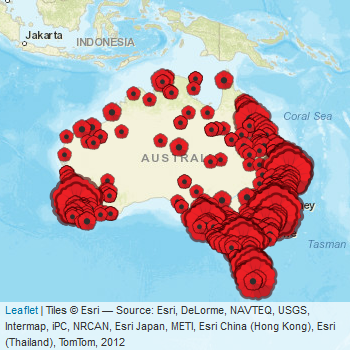 Jakarta
INDONESIA
Coral Sea
AUSTRAL
ney
Tasman
Leaflet | Tiles © Esri — Source: Esri, DeLorme, NAVTEQ, USGS,
Intermap, iPC, NRCAN, Esri Japan, METI, Esri China (Hong Kong), Esri
(Thailand), TomTom, 2012